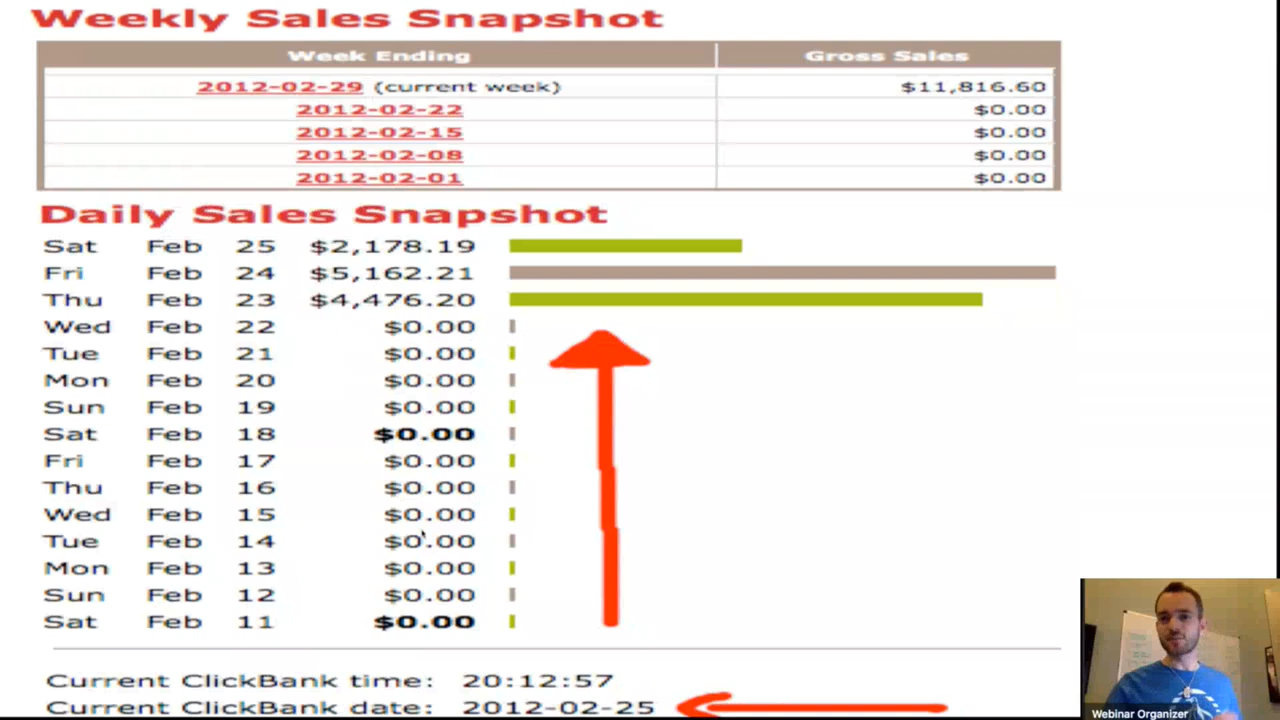 Weekly Sales Snapshot
Week Ending Gross Sales
2012-02-29 (current week) $11,816.60
2012-02-22 $0.00
2012-02-15 $0.00
2012-02-08 $0.00
2012-02-01 $0.00
Daily Sales Snapshot
Sat Feb 25 $2,178.19
Fri Feb 24 $5,162.21
Thu Feb 23 $4,476.20
Wed Feb 22 $0.00
Tue Feb 21 $0.00
Mon Feb 20 $0.00
Sun Feb 19 $0.00
Sat Feb 18 $0.00
Fri Feb 17 $0.00
Thu Feb 16 $0.00
Wed Feb 15 $0.00
Tue Feb 14 $0.00
Mon Feb 13 $0.00
Sun Feb 12 $0.00
Sat Feb 11 $0.00
Current ClickBank time: 20:12:57
Current ClickBank date: 2012-02-25
Webinar Organizer